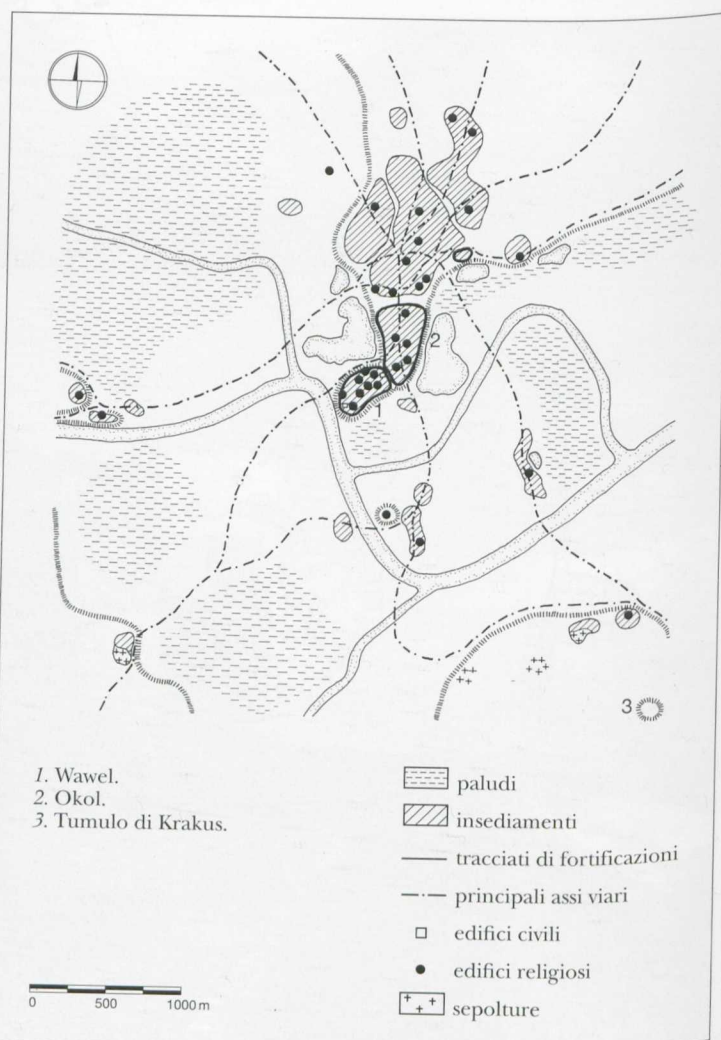 2
1
3
1. Wawel.
2. Okol.
3. Tumulo di Krakus.
paludi
insediamenti
tracciati di fortificazioni
principali assi viari
edifici civili
edifici religiosi
sepolture
0 500 1000 m